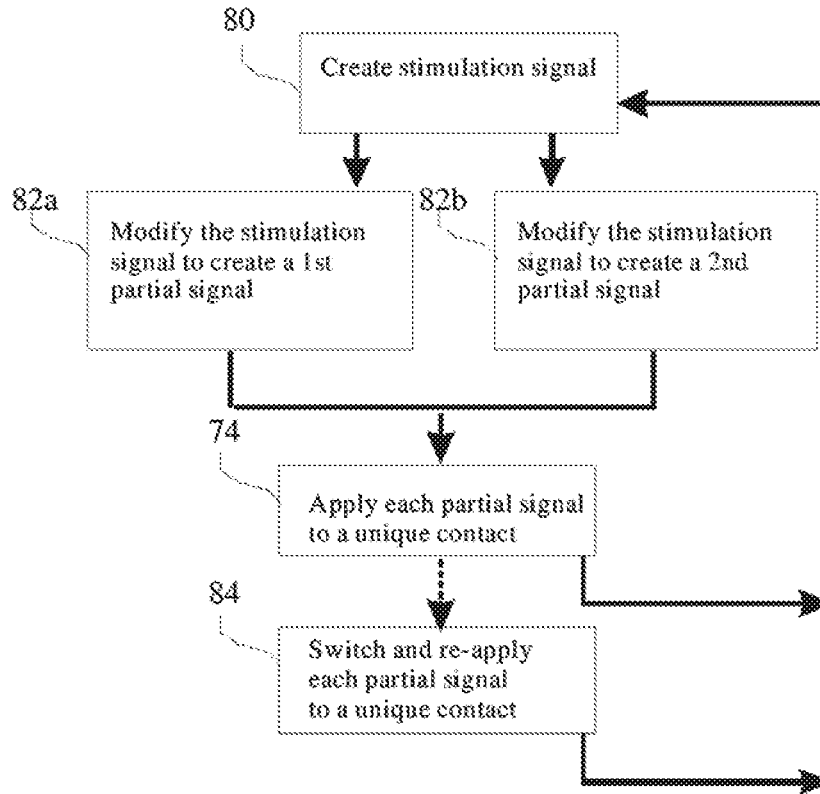 80
Create stimulation signal
82a
Modify the stimulation
signal to create a 1st
partial signal
82b
Modify the stimulation
signal to create a 2nd
partial signal
74
Apply each partial signal
to a unique contact
84
Switch and re-apply
each partial signal
to a unique contact